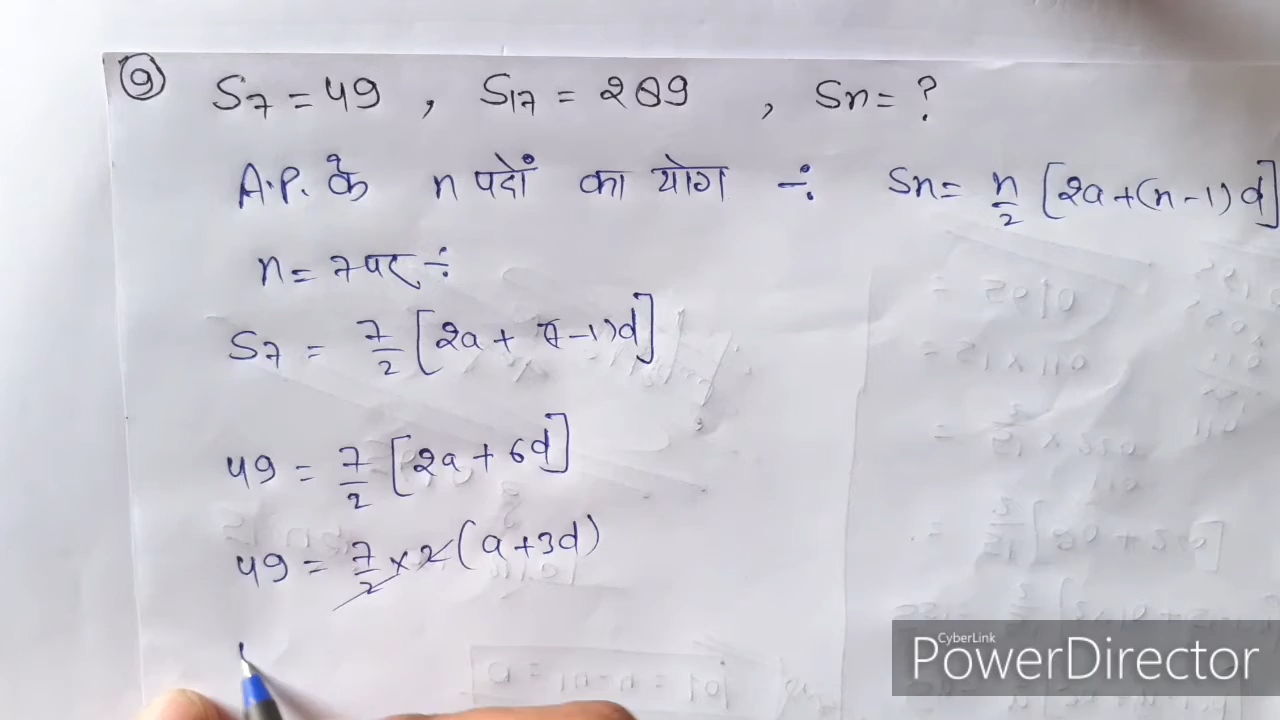 9 S7 = 49 , S17 = 289 , Sn = ?
A.P. के n पदों का योग ÷ Sn = n/2 [2a+(n-1)d]
n = 7 पर ÷
S7 = 7/2 [2a + 7-1)d]
49 = 7/2 [2a + 6d]
49 = 7/2 × 2 (a+3d)
CyberLink
PowerDirector